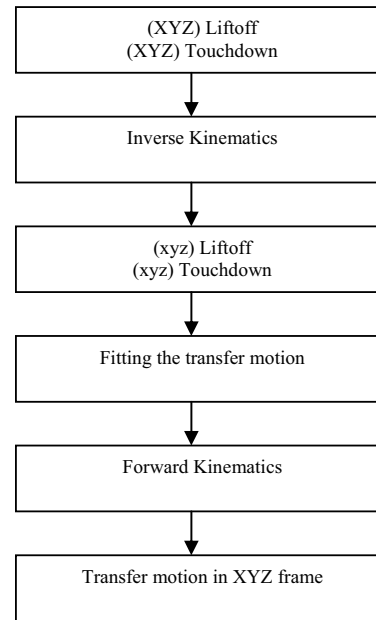 (XYZ) Liftoff
(XYZ) Touchdown
Inverse Kinematics
(xyz) Liftoff
(xyz) Touchdown
Fitting the transfer motion
Forward Kinematics
Transfer motion in XYZ frame